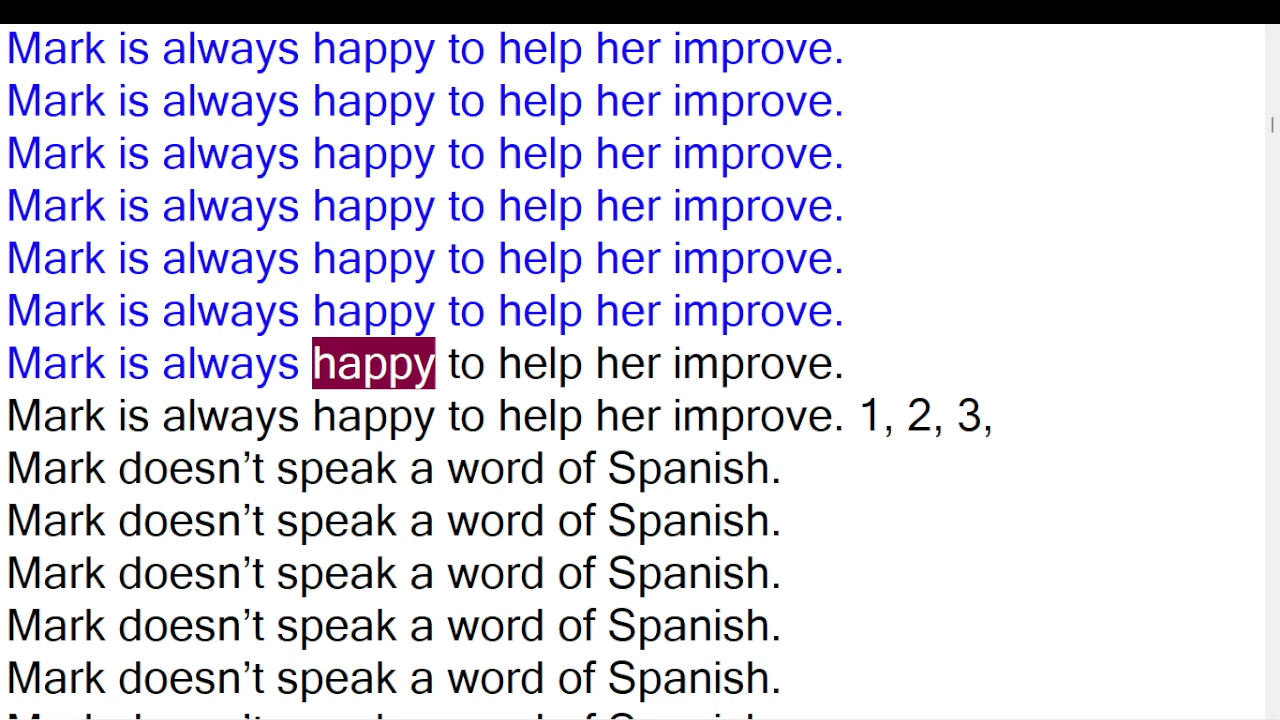 Mark is always happy to help her improve.
Mark is always happy to help her improve.
Mark is always happy to help her improve.
Mark is always happy to help her improve.
Mark is always happy to help her improve.
Mark is always happy to help her improve.
Mark is always happy to help her improve.
Mark is always happy to help her improve. 1, 2, 3,
Mark doesn’t speak a word of Spanish.
Mark doesn’t speak a word of Spanish.
Mark doesn’t speak a word of Spanish.
Mark doesn’t speak a word of Spanish.
Mark doesn’t speak a word of Spanish.